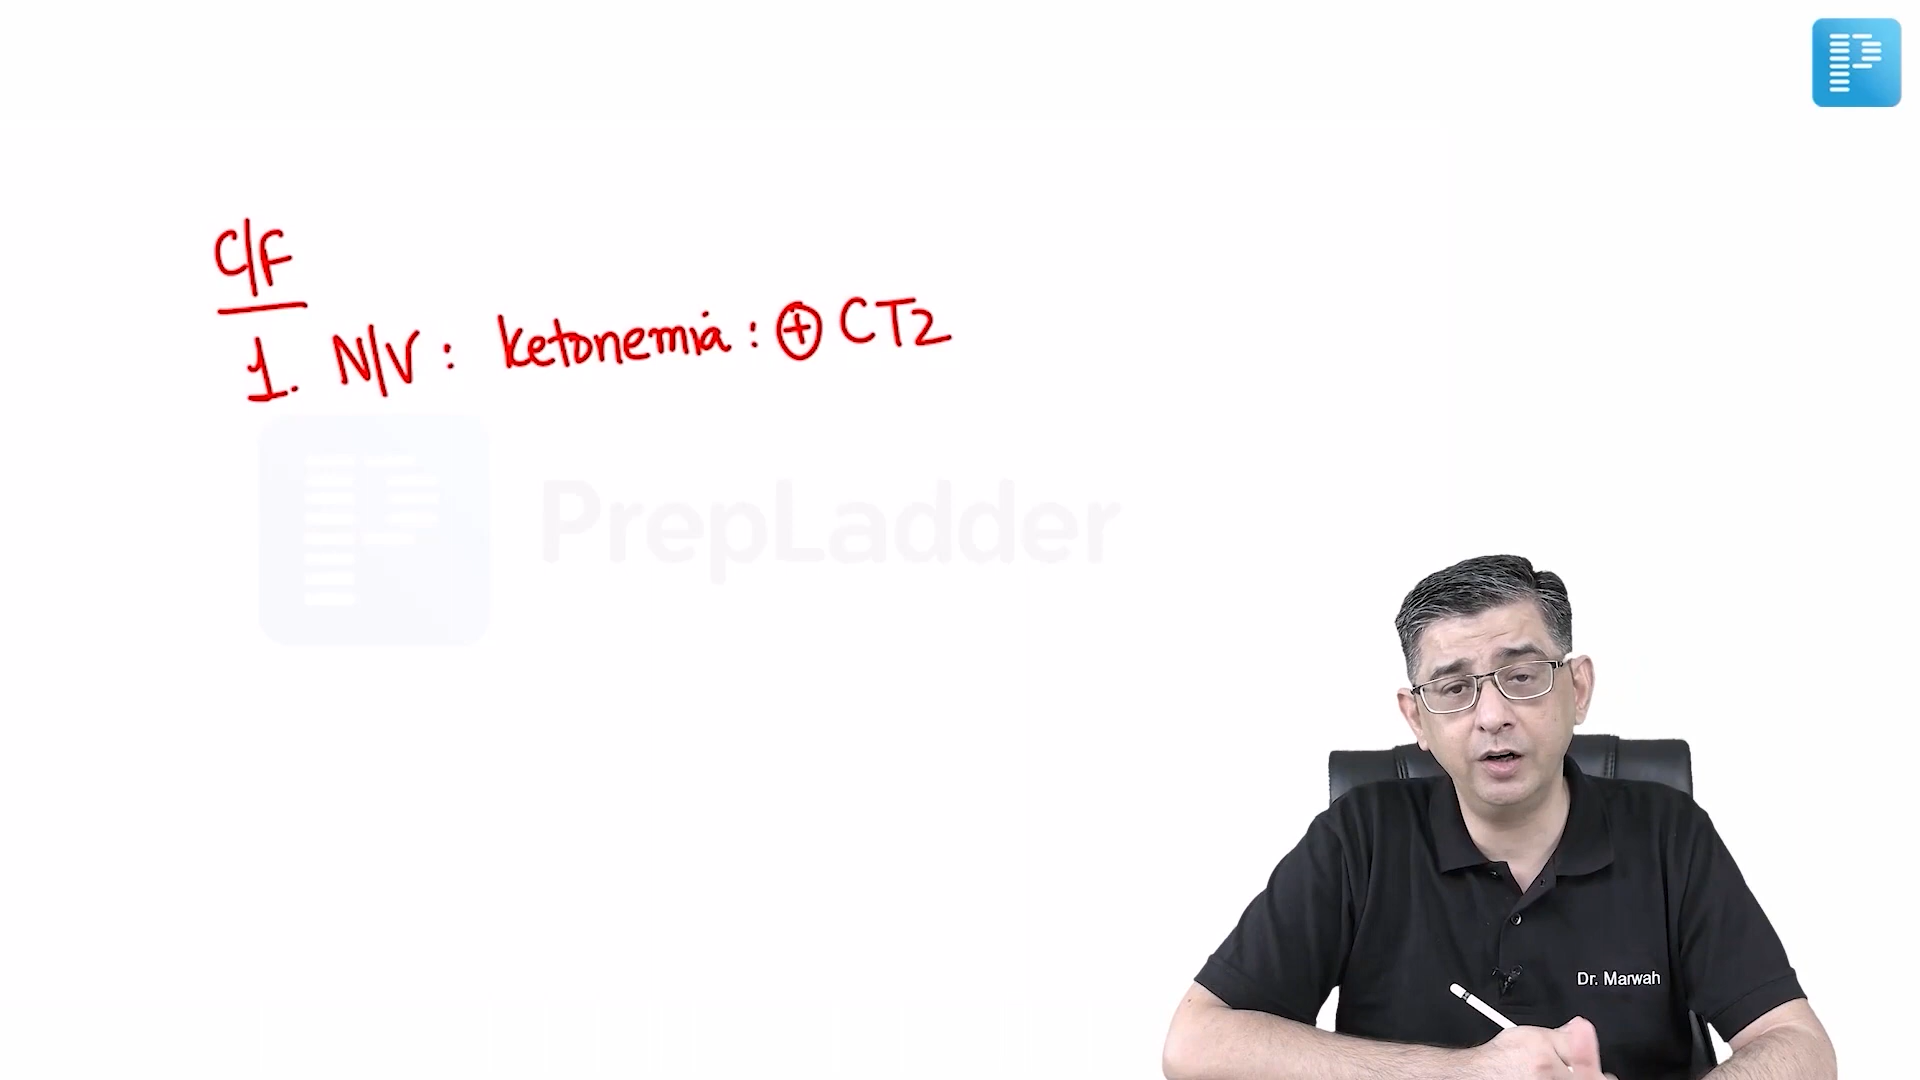 C/F
1. N/V : ketonemia : ⊕ CTZ
PrepLadder
Dr. Marwah